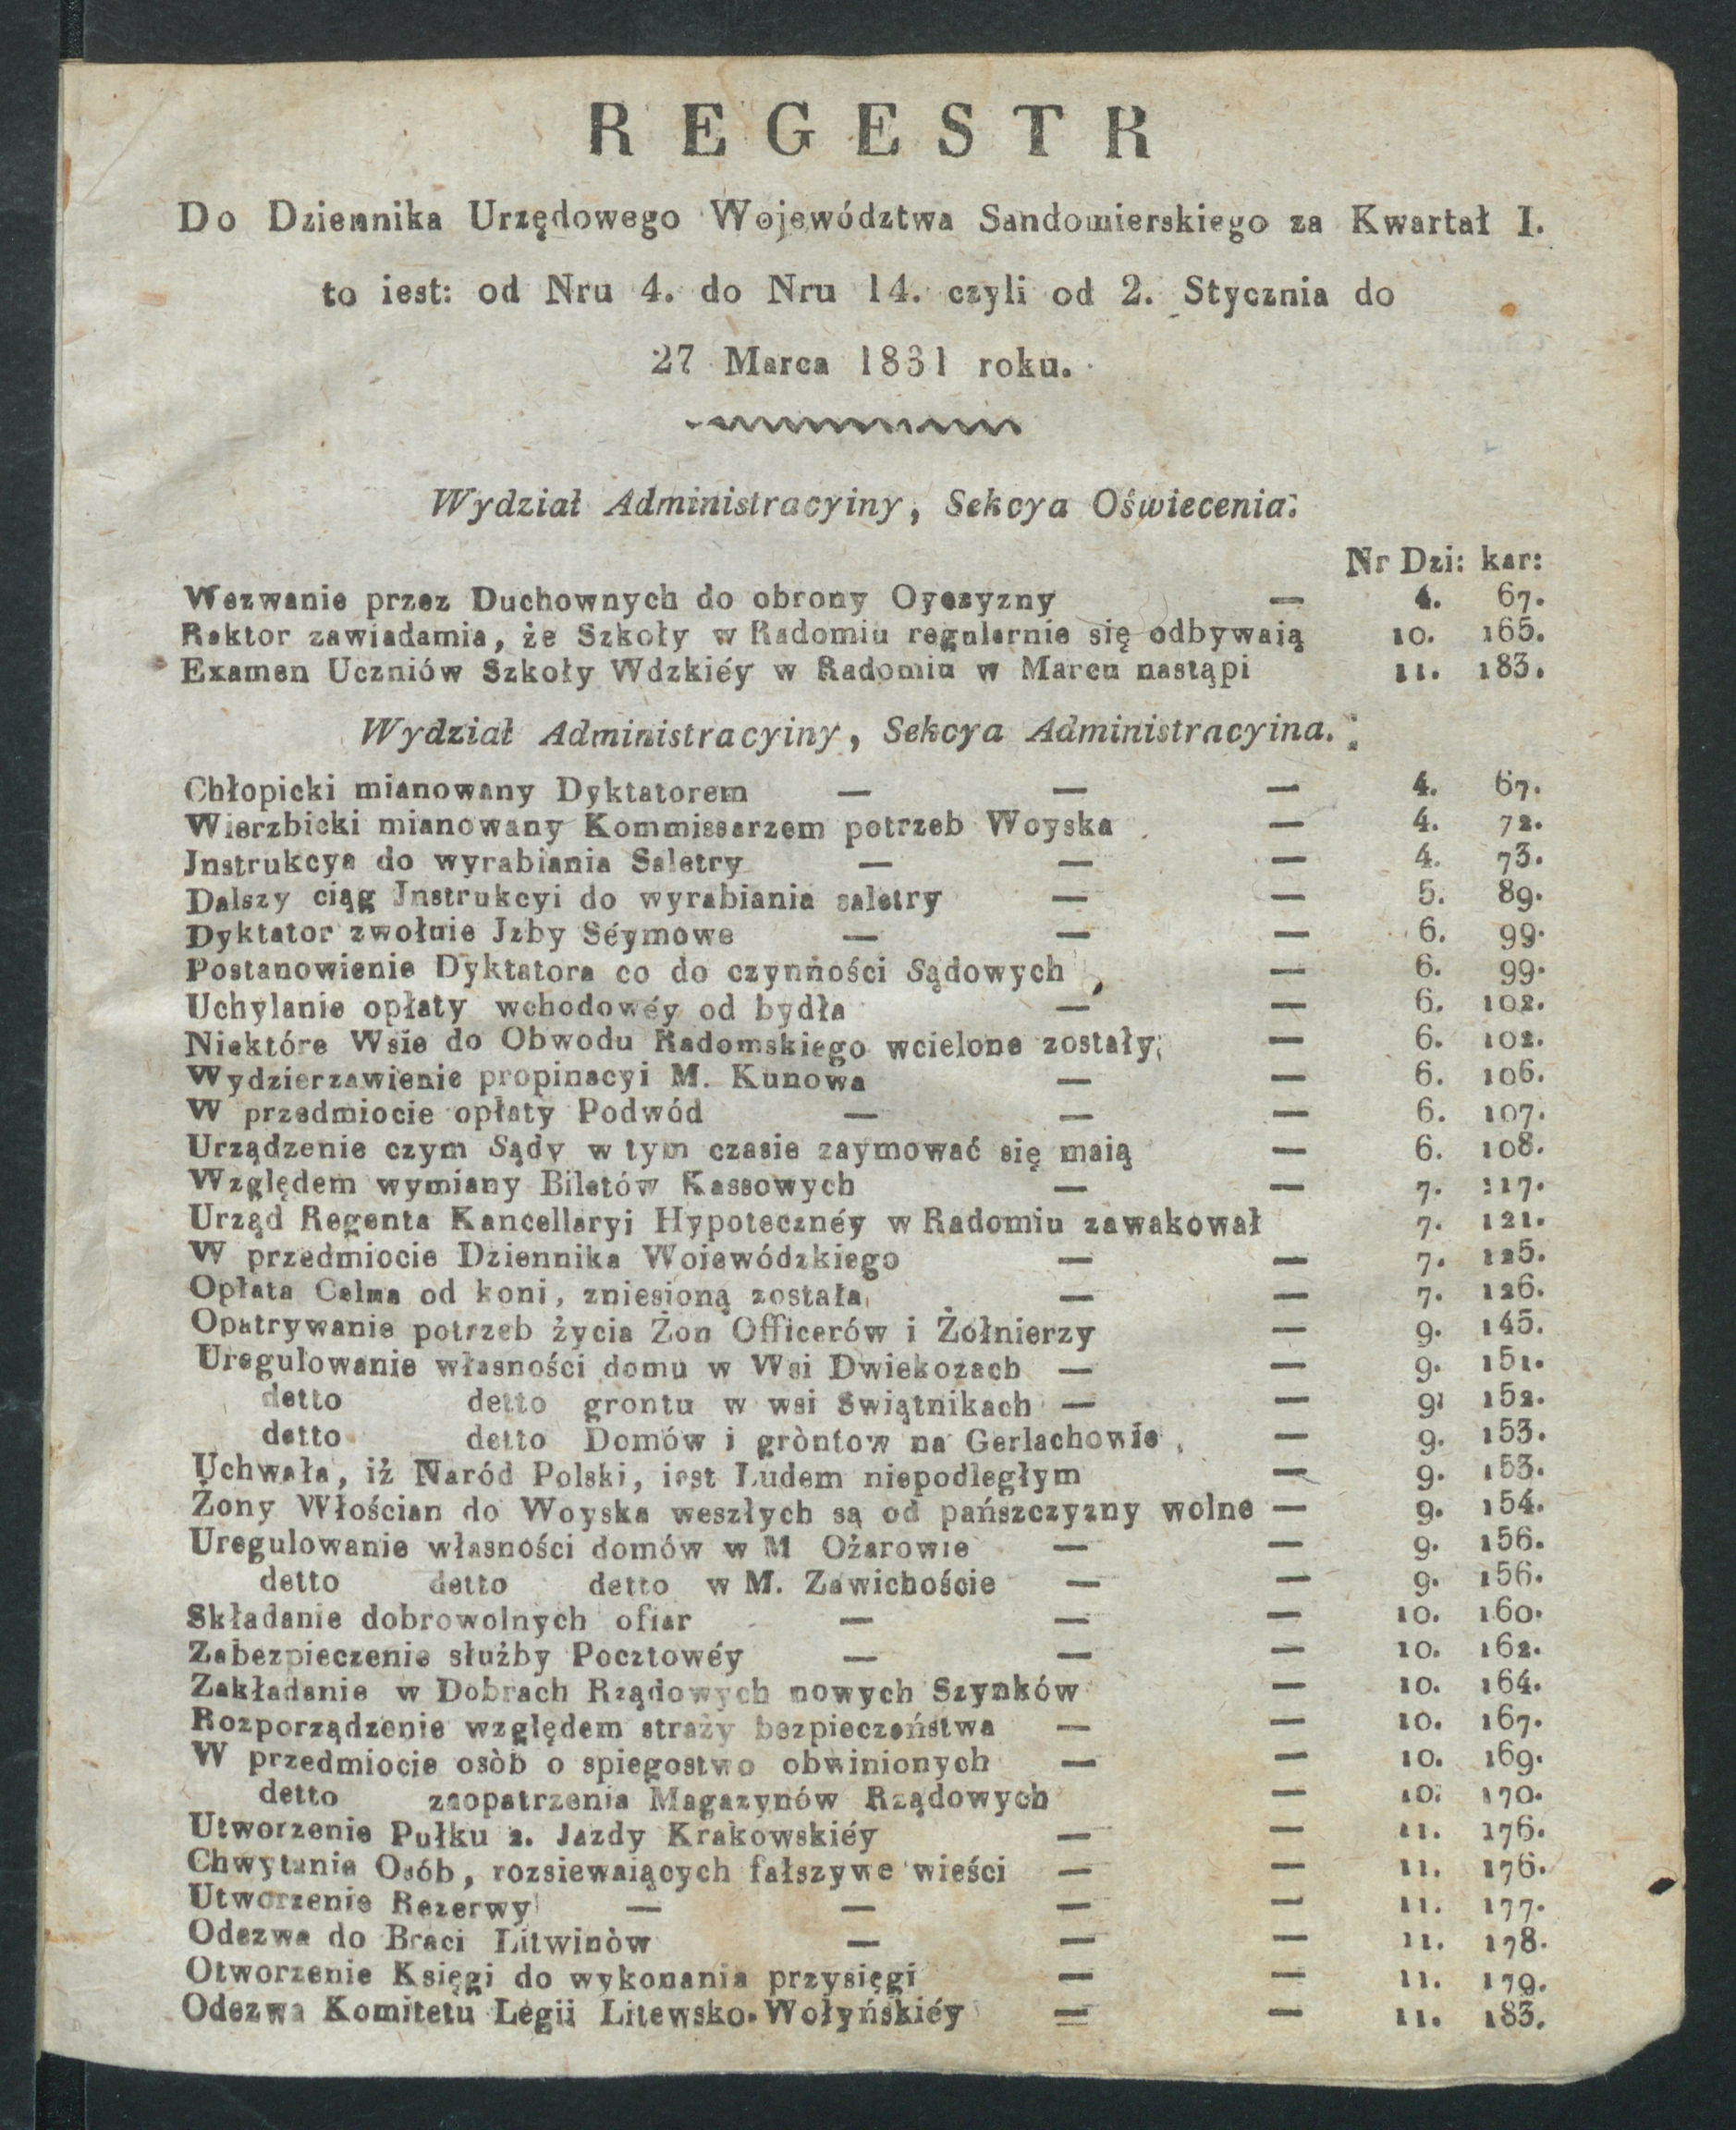 REGESTR
Do Dziennika Urzędowego Województwa Sandomierskiego za Kwartał I.
to iest: od Nru 4. do Nru 14. czyli od 2. Stycznia do
27 Marca 1831 roku.
Wydział Administracyiny, Sekcya Oświecenia:
Nr Dzi: kar:
Wezwanie przez Duchownych do obrony Oyczyzny — 4. 67.
Rektor zawiadamia, że Szkoły w Radomiu regularnie się odbywaią 10. 165.
Examen Uczniów Szkoły Wdzkiéy w Radomiu w Marcu nastąpi 11. 183.
Wydział Administracyiny, Sekcya Administracyina.
Chłopicki mianowany Dyktatorem — — — 4. 67.
Wierzbicki mianowany Kommissarzem potrzeb Woyska — 4. 72.
Jnstrukcya do wyrabiania Saletry — — — 4. 73.
Dalszy ciąg Jnstrukcyi do wyrabiania saletry — — 5. 89.
Dyktator zwołuie Jzby Séymowe — — — 6. 99.
Postanowienie Dyktatora co do czynności Sądowych — 6. 99.
Uchylanie opłaty wchodowéy od bydła — — 6. 102.
Niektóre Wsie do Obwodu Radomskiego wcielone zostały — 6. 102.
Wydzierzawienie propinacyi M. Kunowa — — 6. 106.
W przedmiocie opłaty Podwód — — — 6. 107.
Urządzenie czym Sądy w tym czasie zaymować się maią — 6. 108.
Względem wymiany Biletów Kassowych — — 7. 117.
Urząd Regenta Kancellaryi Hypotecznéy w Radomiu zawakował 7. 121.
W przedmiocie Dziennika Woiewódzkiego — — 7. 125.
Opłata Celna od koni, zniesioną została — — 7. 126.
Opatrywanie potrzeb życia Żon Officerów i Żołnierzy — 9. 145.
Uregulowanie własności domu w Wsi Dwiekozach — — 9. 151.
detto detto grontu w wsi Swiątnikach — — 9. 152.
detto detto Domów i gròntow na Gerlachowie — 9. 153.
Uchwała, iż Naród Polski, iest Ludem niepodległym — 9. 153.
Żony Włościan do Woyska weszłych są od pańszczyzny wolne — 9. 154.
Uregulowanie własności domów w M Ożarowie — — 9. 156.
detto detto detto w M. Zawichoście — — 9. 156.
Składanie dobrowolnych ofiar — — — 10. 160.
Zabezpieczenie służby Pocztowéy — — — 10. 162.
Zakładanie w Dobrach Rządowych nowych Szynków — 10. 164.
Rozporządzenie względem straży bezpieczeństwa — — 10. 167.
W przedmiocie osòb o spiegostwo obwinionych — — 10. 169.
detto zaopatrzenia Magazynów Rządowych — 10. 170.
Utworzenie Pułku 2. Jazdy Krakowskiéy — — 11. 176.
Chwytanie Osób, rozsiewaiących fałszywe wieści — — 11. 176.
Utworzenie Rezerwy — — — — 11. 177.
Odezwa do Braci Litwinòw — — — 11. 178.
Otworzenie Księgi do wykonania przysięgi — — 11. 179.
Odezwa Komitetu Legii Litewsko-Wołyńskiéy — — 11. 183.